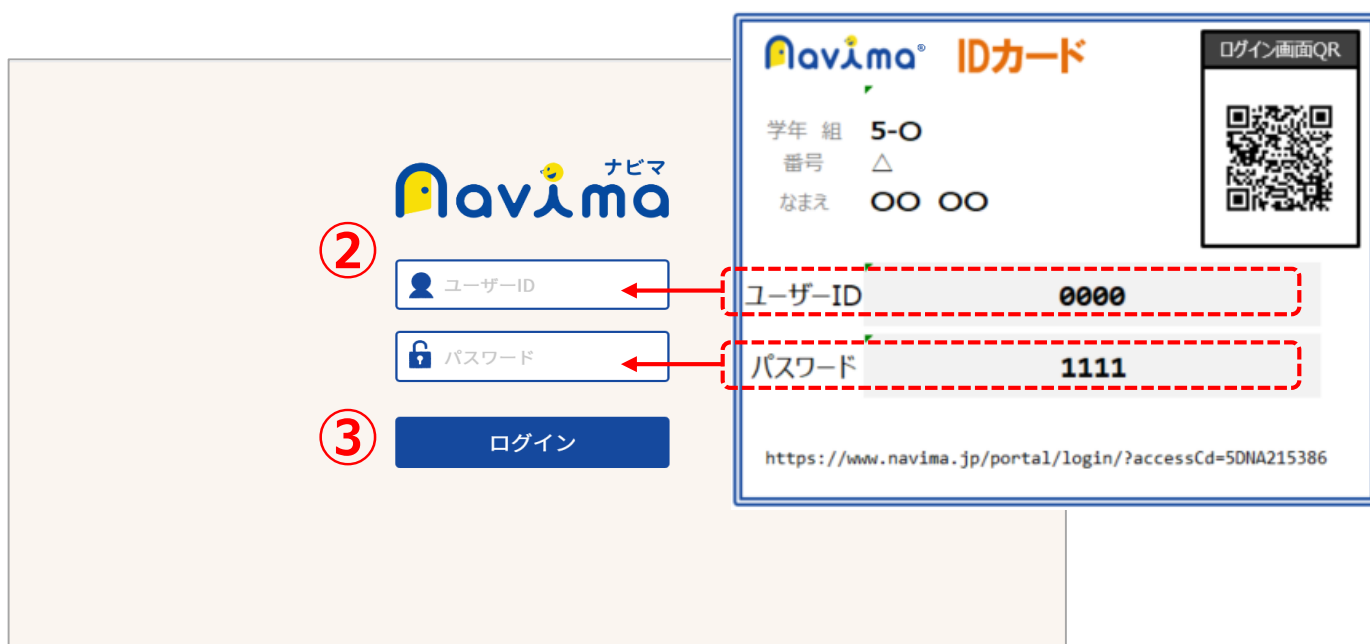 ナビマ
navima
②
ユーザーID
パスワード
③
ログイン
navima® IDカード
ログイン画面QR
学年 組 5-〇
番号 △
なまえ 〇〇 〇〇
ユーザーID 0000
パスワード 1111
https://www.navima.jp/portal/login/?accessCd=5DNA215386